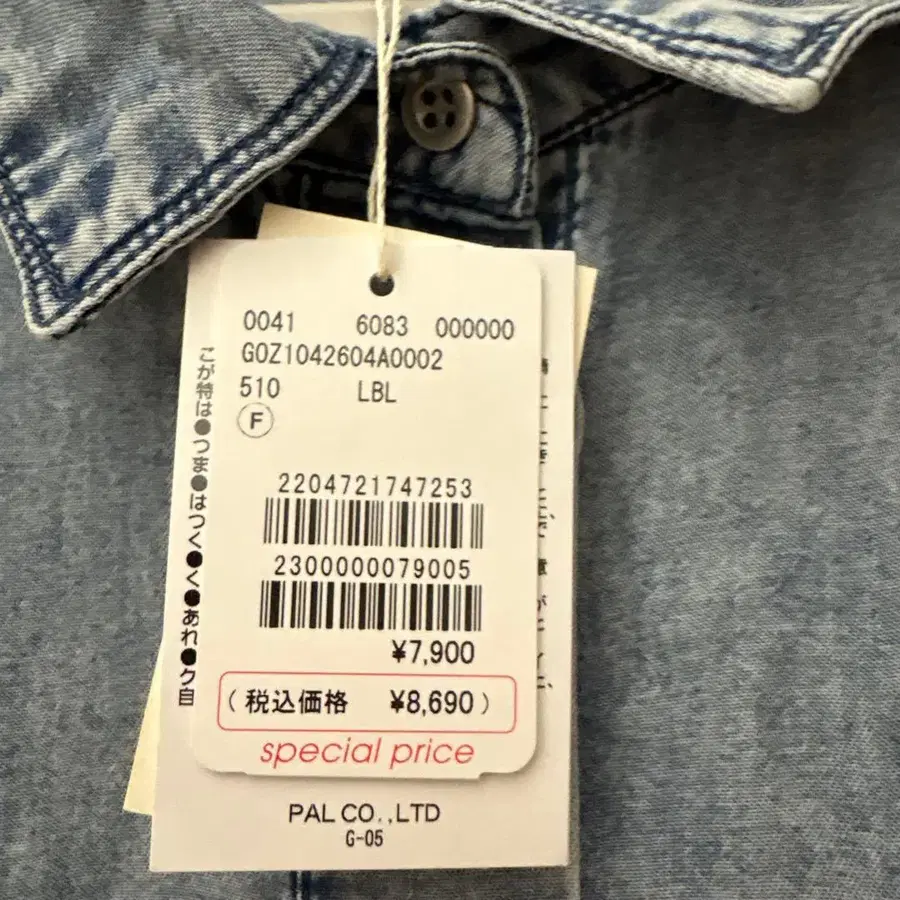 0041 6083 000000
GOZ1042604A0002
510 LBL
F
2204721747253
2300000079005
¥7,900
(税込価格 ¥8,690)
special price
PAL CO.,LTD
G-05
こが特は●つま●はつく●く●あれ●ク自